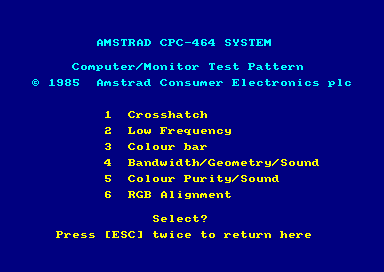 AMSTRAD CPC-464 SYSTEM
Computer/Monitor Test Pattern
© 1985 Amstrad Consumer Electronics plc
1 Crosshatch
2 Low Frequency
3 Colour bar
4 Bandwidth/Geometry/Sound
5 Colour Purity/Sound
6 RGB Alignment
Select?
Press [ESC] twice to return here